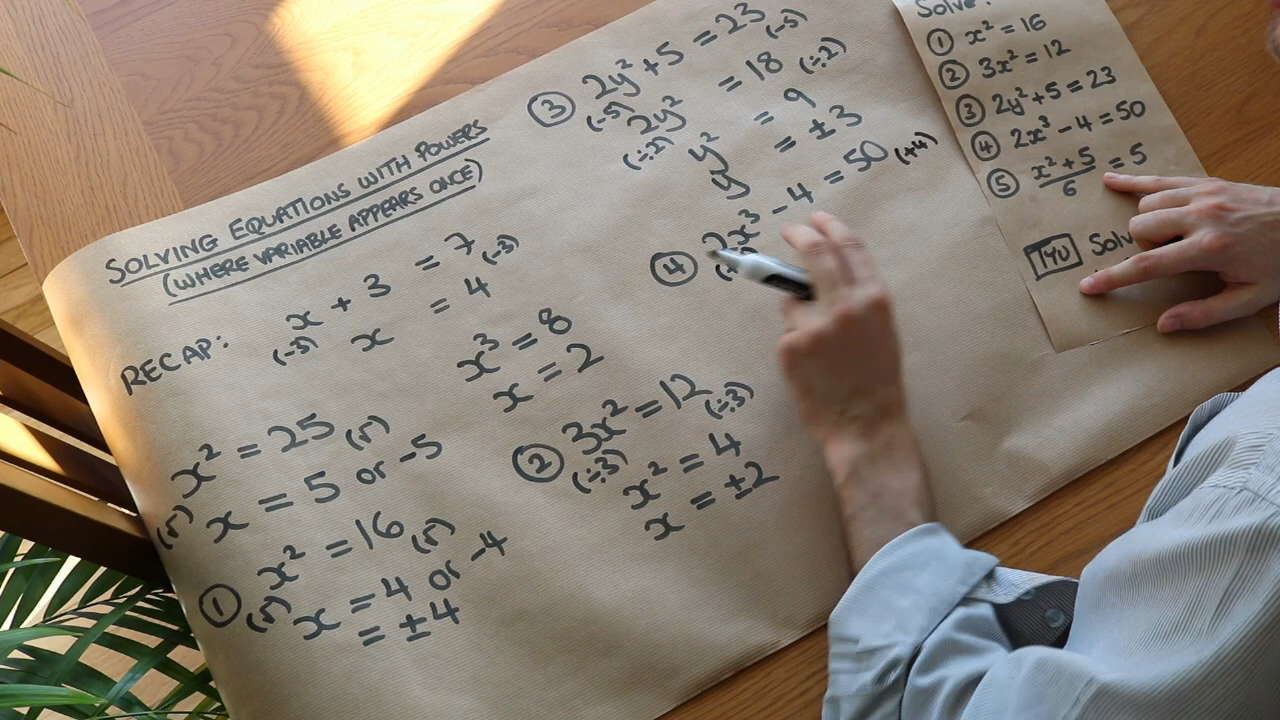 SOLVING EQUATIONS WITH POWERS
(WHERE VARIABLE APPEARS ONCE)
RECAP:
x + 3 = 7
(-3) x = 4 (-3)
x³ = 8
x = 2
x² = 25 (√)
(√) x = 5 or -5
① x² = 16 (√)
(√) x = 4 or -4
= ±4
② 3x² = 12
(÷3) (÷3)
x² = 4
x = ±2
③ 2y² + 5 = 23 (-5)
(-5) 2y² = 18 (÷2)
(÷2) y² = 9
y = ±3
④ 2x³ - 4 = 50 (+4)
Solve:
① x² = 16
② 3x² = 12
③ 2y² + 5 = 23
④ 2x³ - 4 = 50
⑤ x² + 5 / 6 = 5
TYU Solv